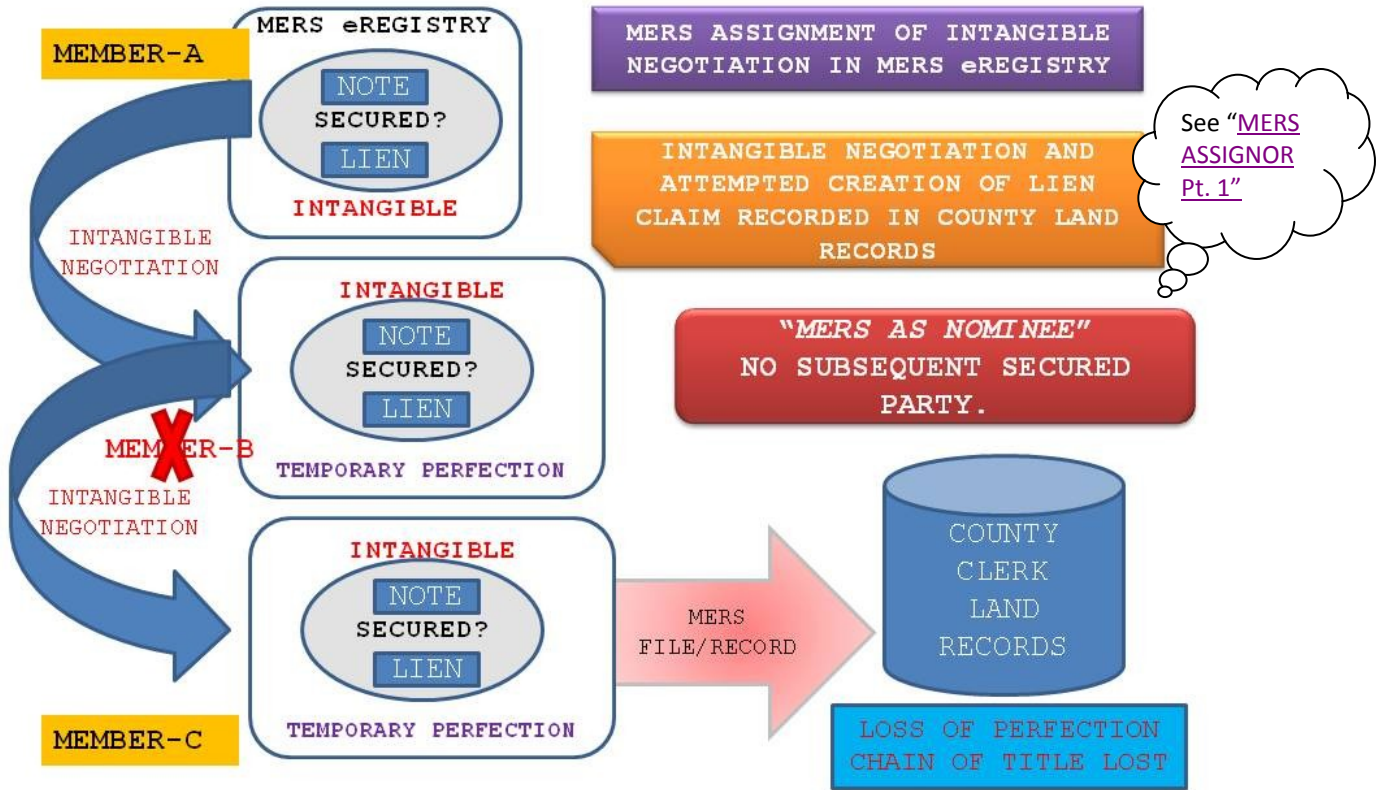 MEMBER-A
MERS eREGISTRY
NOTE
SECURED?
LIEN
INTANGIBLE
MERS ASSIGNMENT OF INTANGIBLE
NEGOTIATION IN MERS eREGISTRY
INTANGIBLE NEGOTIATION AND
ATTEMPTED CREATION OF LIEN
CLAIM RECORDED IN COUNTY LAND
RECORDS
See “MERS
ASSIGNOR
Pt. 1”
INTANGIBLE
NEGOTIATION
INTANGIBLE
NOTE
SECURED?
LIEN
TEMPORARY PERFECTION
“MERS AS NOMINEE”
NO SUBSEQUENT SECURED
PARTY.
MEMBER-B
INTANGIBLE
NEGOTIATION
INTANGIBLE
NOTE
SECURED?
LIEN
TEMPORARY PERFECTION
MERS
FILE/RECORD
COUNTY
CLERK
LAND
RECORDS
MEMBER-C
LOSS OF PERFECTION
CHAIN OF TITLE LOST